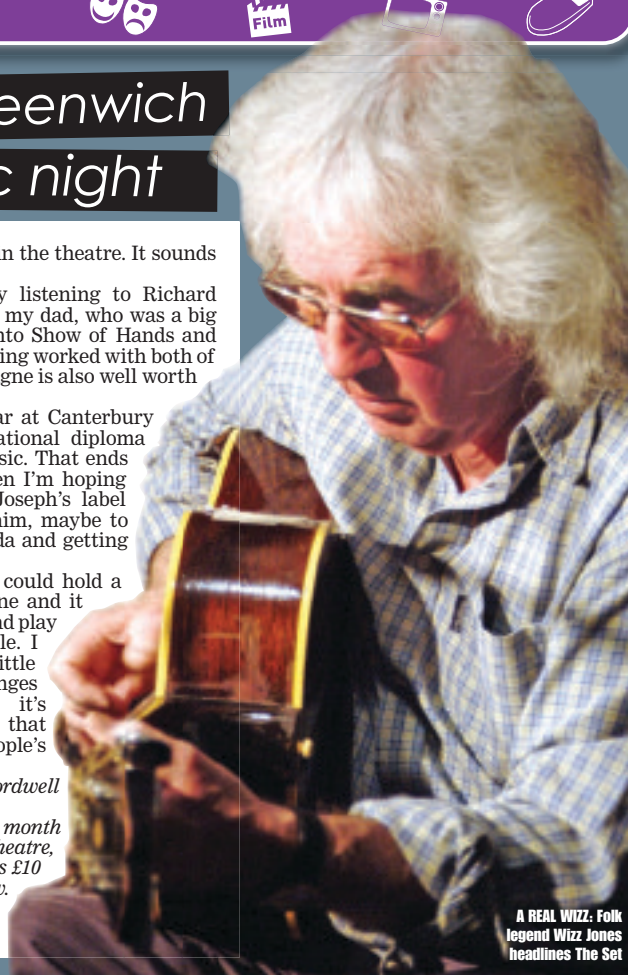 Film
eenwich
c night
in the theatre. It sounds
y listening to Richard
my dad, who was a big
nto Show of Hands and
ing worked with both of
gne is also well worth
ar at Canterbury
ational diploma
sic. That ends
en I'm hoping
Joseph's label
him, maybe to
da and getting
could hold a
ne and it
nd play
le. I
ittle
nges
it's
that
ople's
ordwell
month
heatre,
s £10
v.
A REAL WIZZ: Folk
legend Wizz Jones
headlines The Set